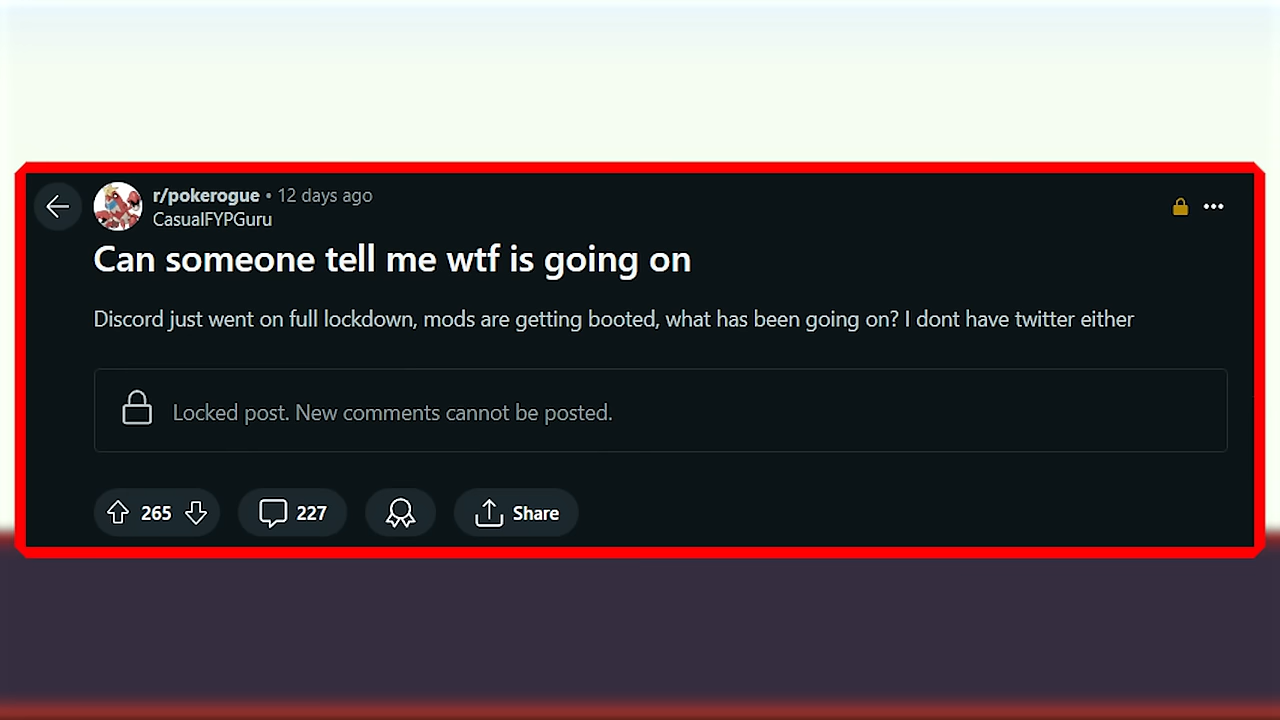 r/pokerogue • 12 days ago
CasualFYPGuru
Can someone tell me wtf is going on
Discord just went on full lockdown, mods are getting booted, what has been going on? I dont have twitter either
Locked post. New comments cannot be posted.
265 227 Share